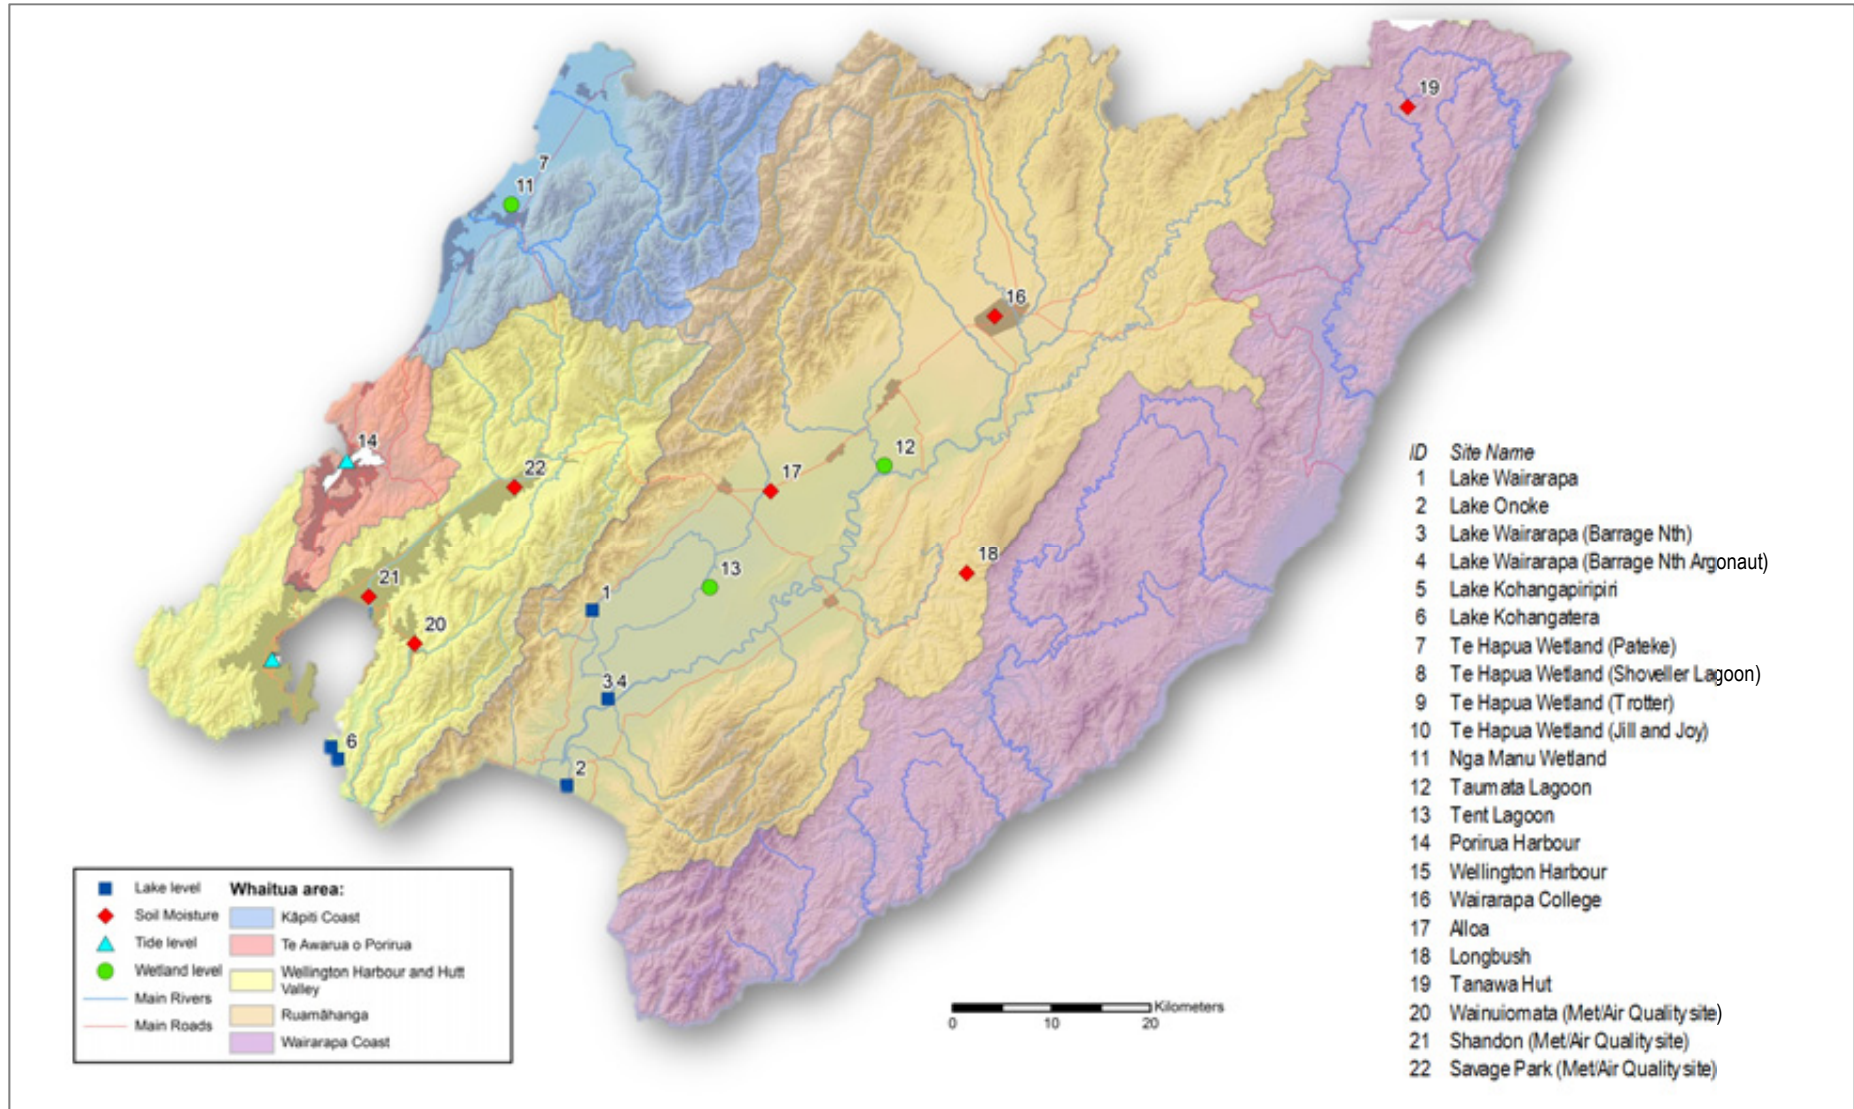 19
7
11
16
14
12
22
17
18
13
21
1
20
3,4
6
2
ID Site Name
1 Lake Wairarapa
2 Lake Onoke
3 Lake Wairarapa (Barrage Nth)
4 Lake Wairarapa (Barrage Nth Argonaut)
5 Lake Kohangapiripiri
6 Lake Kohangatera
7 Te Hapua Wetland (Pateke)
8 Te Hapua Wetland (Shoveller Lagoon)
9 Te Hapua Wetland (Trotter)
10 Te Hapua Wetland (Jill and Joy)
11 Nga Manu Wetland
12 Taumata Lagoon
13 Tent Lagoon
14 Porirua Harbour
15 Wellington Harbour
16 Wairarapa College
17 Alloa
18 Longbush
19 Tanawa Hut
20 Wainuiomata (Met/Air Quality site)
21 Shandon (Met/Air Quality site)
22 Savage Park (Met/Air Quality site)
Lake level
Soil Moisture
Tide level
Wetland level
Main Rivers
Main Roads
Whaitua area:
Kāpiti Coast
Te Awarua o Porirua
Wellington Harbour and Hutt
Valley
Ruamāhanga
Wairarapa Coast
Kilometers
0 10 20